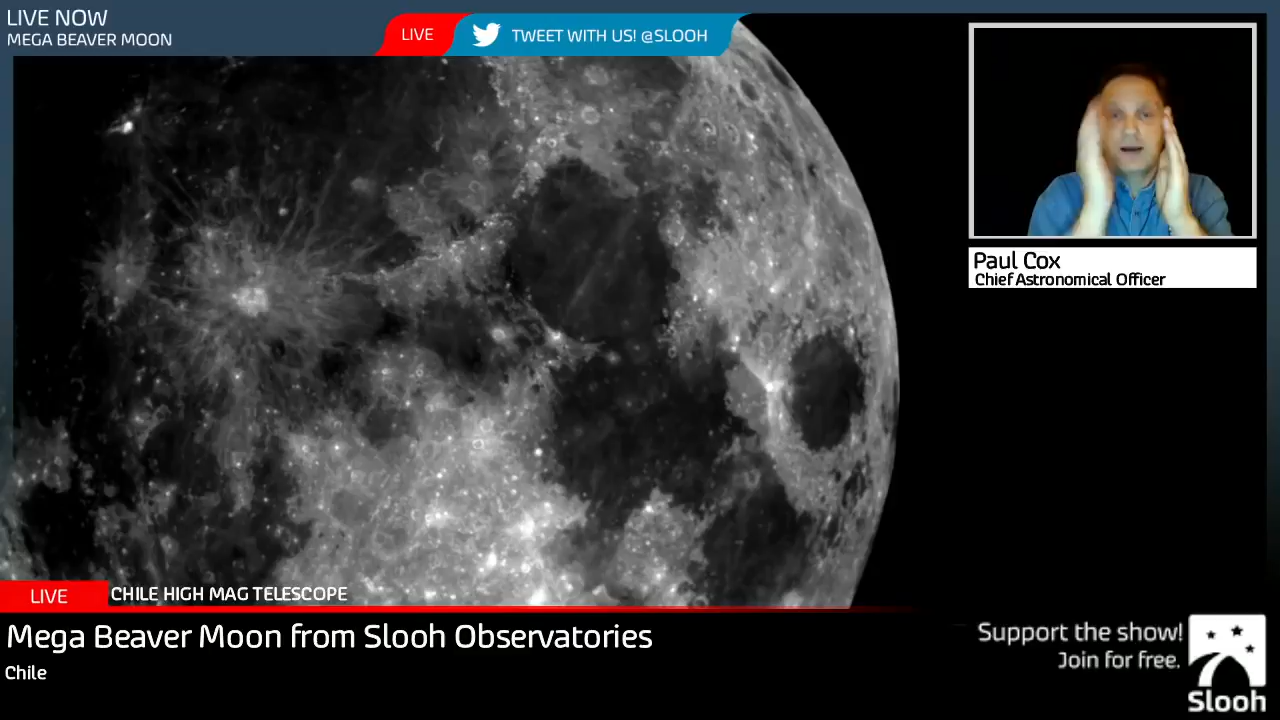 LIVE NOW
MEGA BEAVER MOON
LIVE
TWEET WITH US! @SLOOH
Paul Cox
Chief Astronomical Officer
LIVE
CHILE HIGH MAG TELESCOPE
Mega Beaver Moon from Slooh Observatories
Chile
Support the show!
Join for free.
Slooh